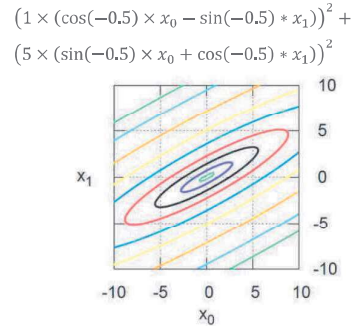 (1 × (cos(−0.5) × x₀ − sin(−0.5) * x₁))² +
(5 × (sin(−0.5) × x₀ + cos(−0.5) * x₁))²
10
5
x₁
0
-5
-10
-10 -5 0 5 10
x₀